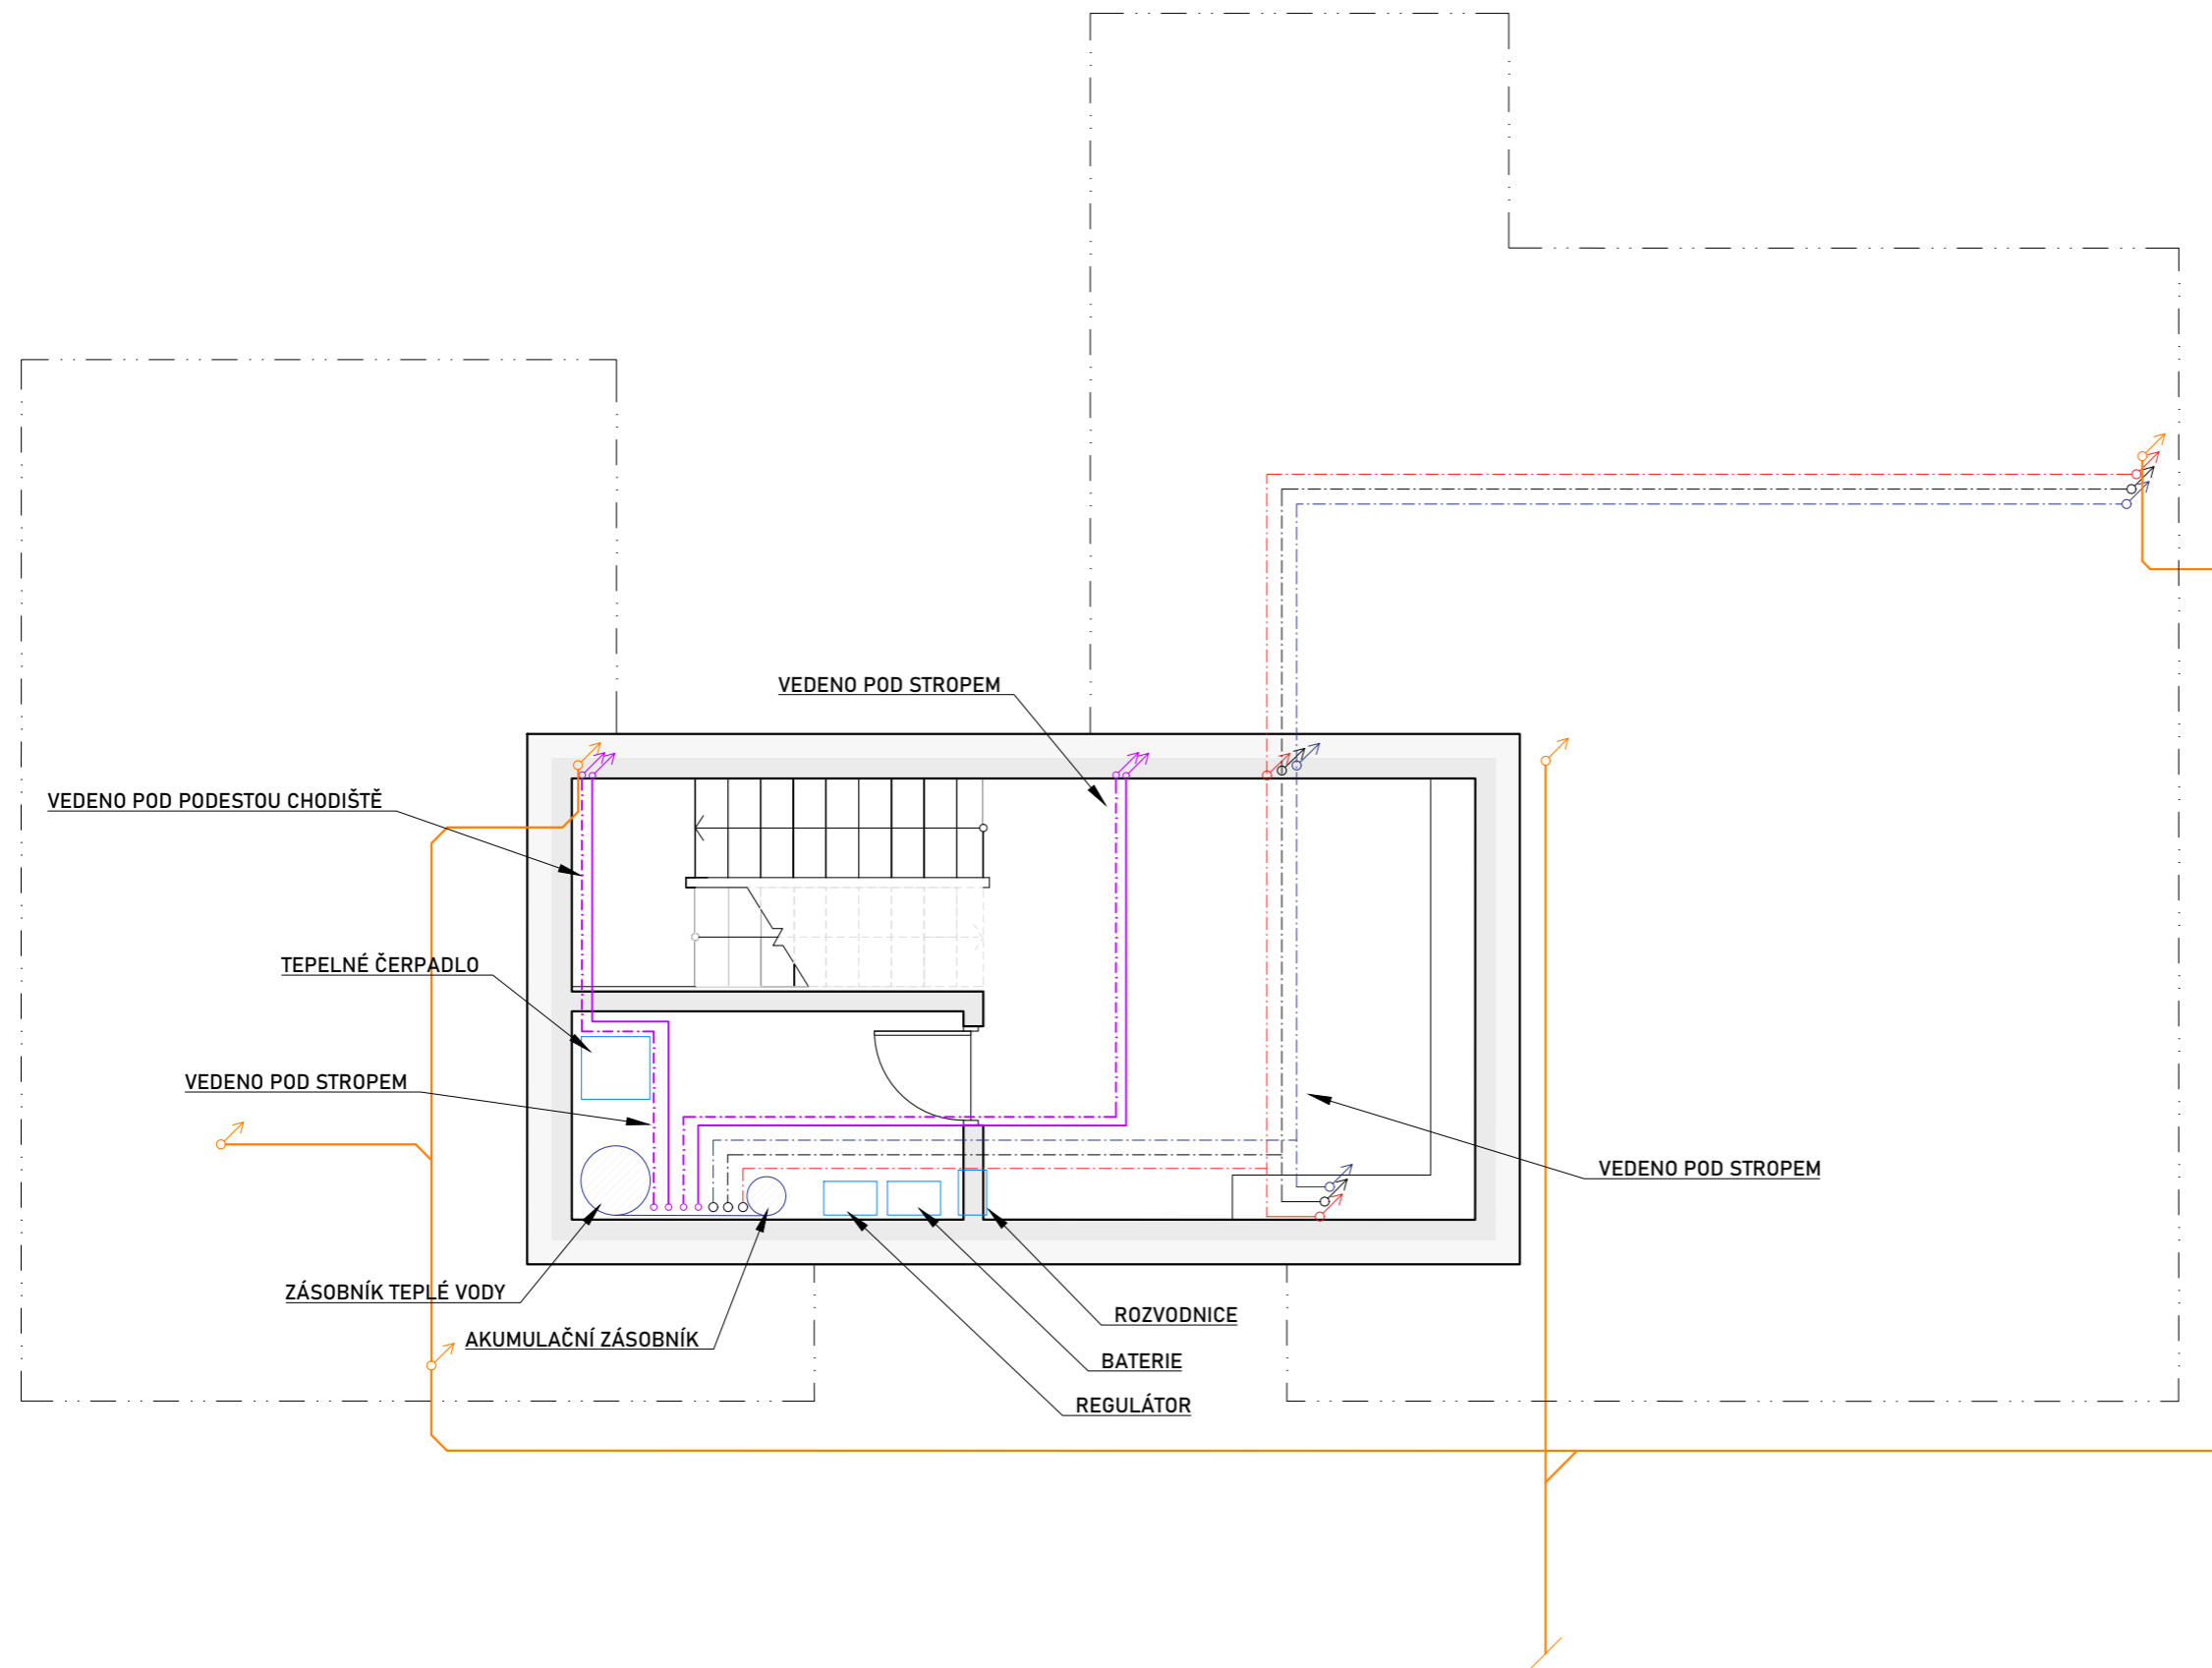 VEDENO POD STROPEM
VEDENO POD PODESTOU CHODIŠTĚ
TEPELNÉ ČERPADLO
VEDENO POD STROPEM
VEDENO POD STROPEM
ZÁSOBNÍK TEPLÉ VODY
ROZVODNICE
AKUMULAČNÍ ZÁSOBNÍK
BATERIE
REGULÁTOR